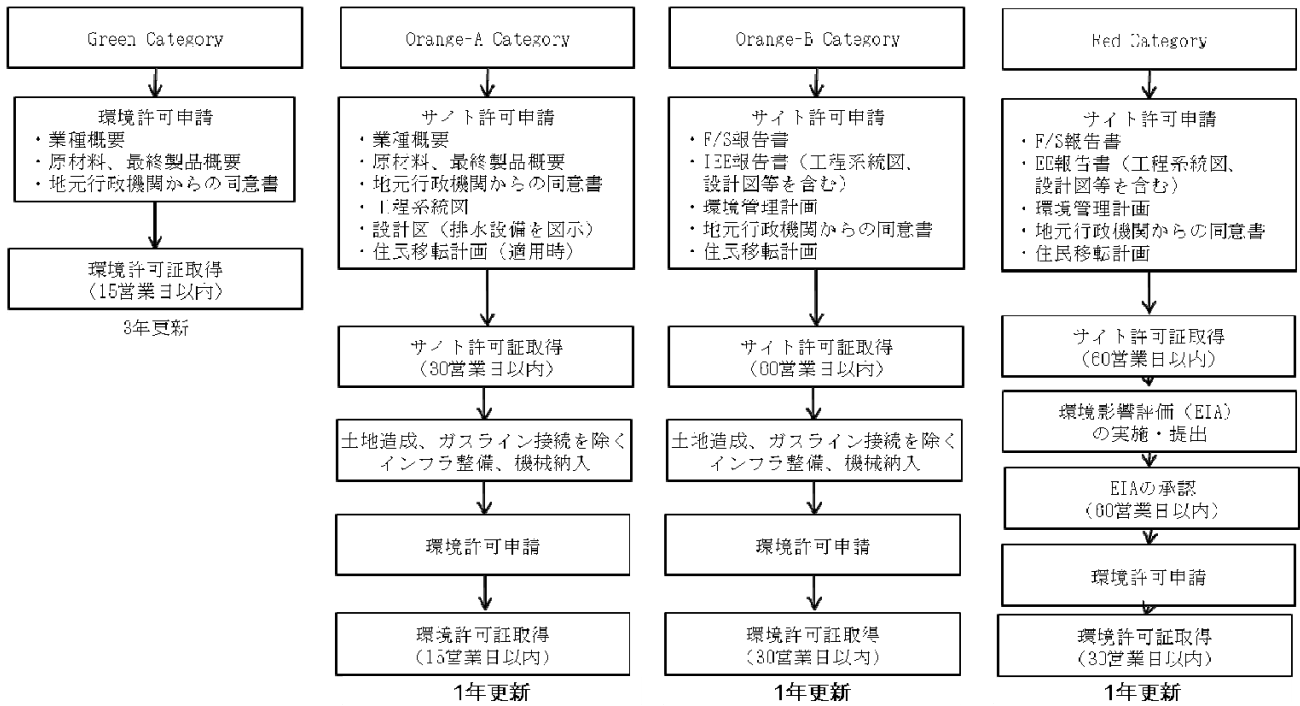 Green Category
環境許可申請
・業種概要
・原材料、最終製品概要
・地元行政機関からの同意書
環境許可証取得
(15営業日以内)
3年更新
Orange-A Category
サイト許可申請
・業種概要
・原材料、最終製品概要
・地元行政機関からの同意書
・工程系統図
・設計図(排水設備を図示)
・住民移転計画(適用時)
サイト許可証取得
(30営業日以内)
土地造成、ガスライン接続を除く
インフラ整備、機械納入
環境許可申請
環境許可証取得
(15営業日以内)
1年更新
Orange-B Category
サイト許可申請
・F/S報告書
・IEE報告書(工程系統図、
設計図等を含む)
・環境管理計画
・地元行政機関からの同意書
・住民移転計画
サイト許可証取得
(60営業日以内)
土地造成、ガスライン接続を除く
インフラ整備、機械納入
環境許可申請
環境許可証取得
(30営業日以内)
1年更新
Red Category
サイト許可申請
・F/S報告書
・EE報告書(工程系統図、
設計図等を含む)
・環境管理計画
・地元行政機関からの同意書
・住民移転計画
サイト許可証取得
(60営業日以内)
環境影響評価(EIA)
の実施・提出
EIAの承認
(60営業日以内)
環境許可申請
環境許可証取得
(30営業日以内)
1年更新